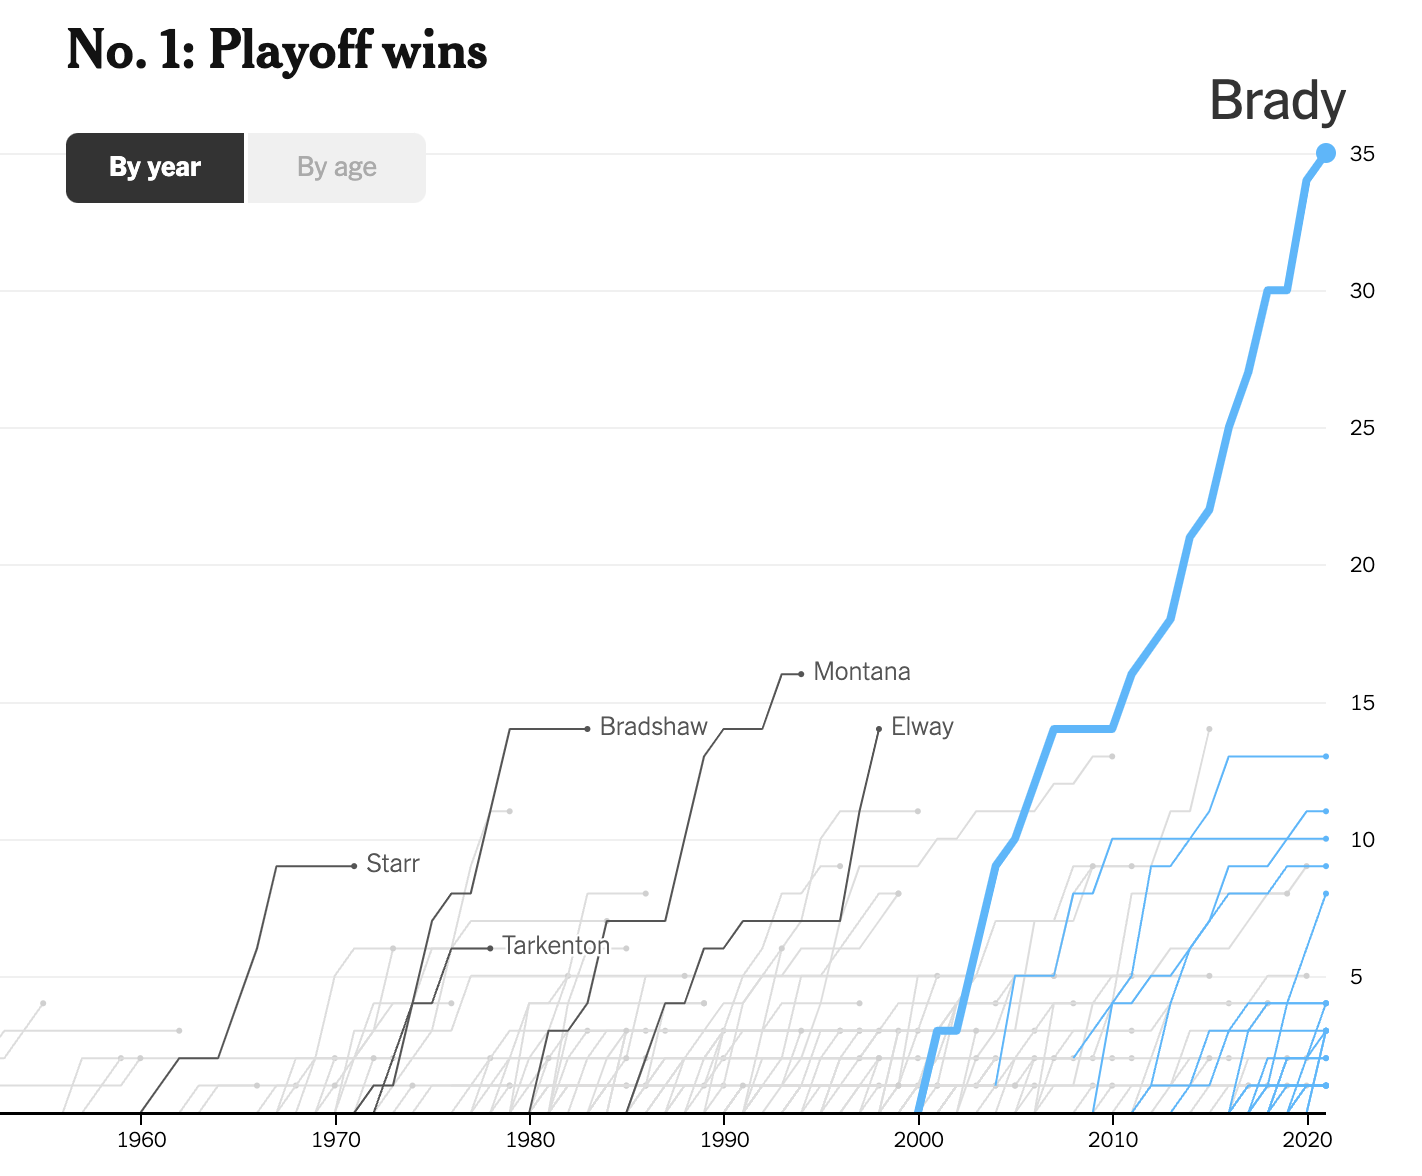 No. 1: Playoff wins
Brady
By year
By age
35
30
25
20
15
Montana
Bradshaw
Elway
10
Starr
Tarkenton
5
1960
1970
1980
1990
2000
2010
2020